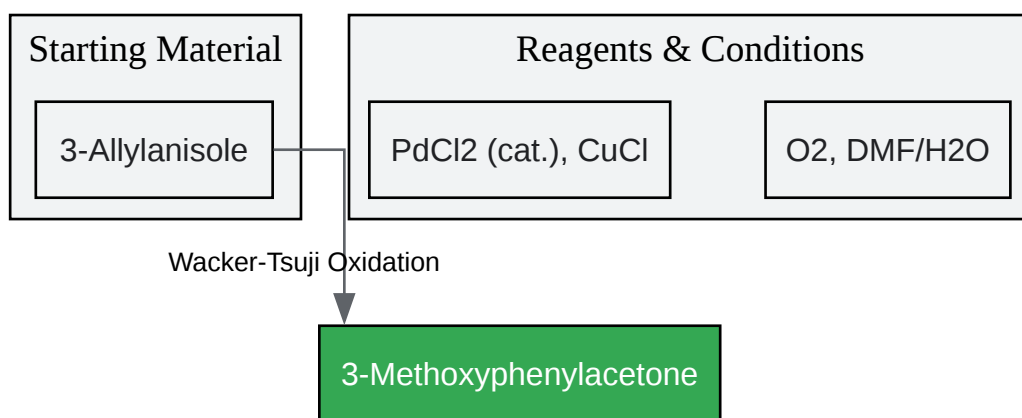 Starting Material
Reagents & Conditions
3-Allylanisole
PdCl2 (cat.), CuCl
O2, DMF/H2O
Wacker-Tsuji Oxidation
3-Methoxyphenylacetone